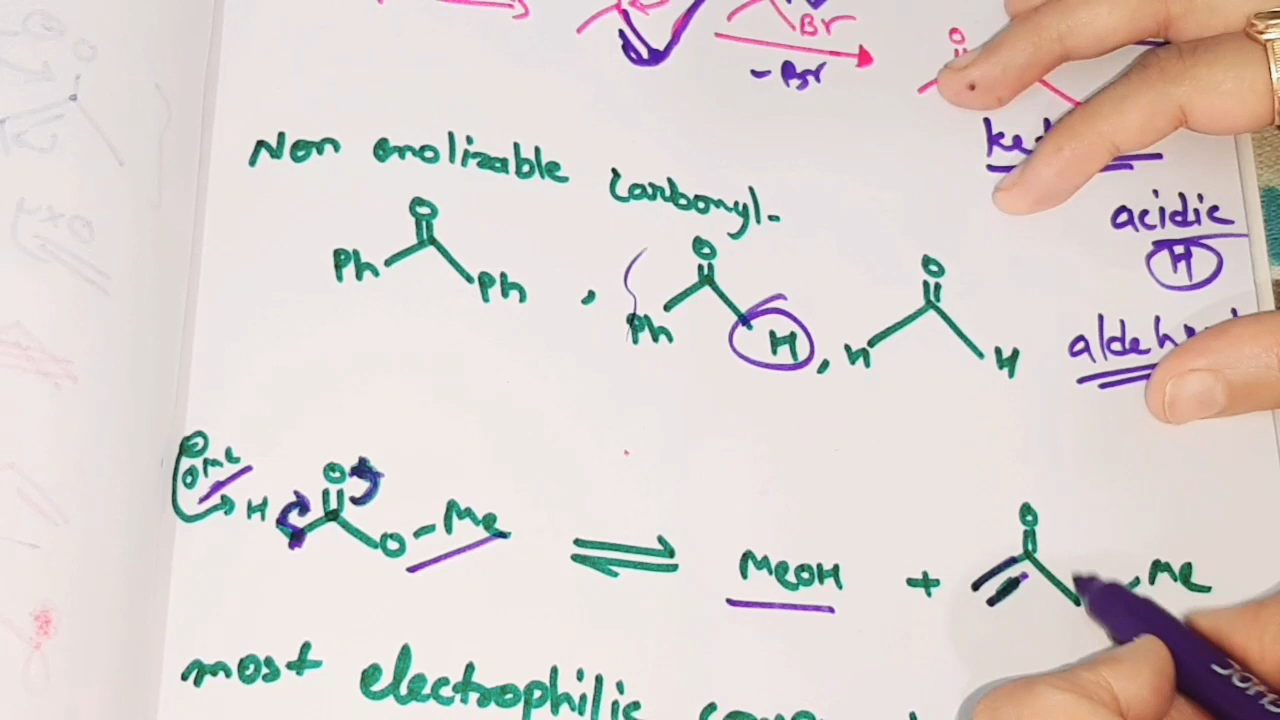 Br
- Br
Non enolizable Carbonyl.
acidic
H
O O O
Ph Ph , Ph H , H H
⊖
OMe H O O - Me ⇌ MeOH + O Me
most electrophilic